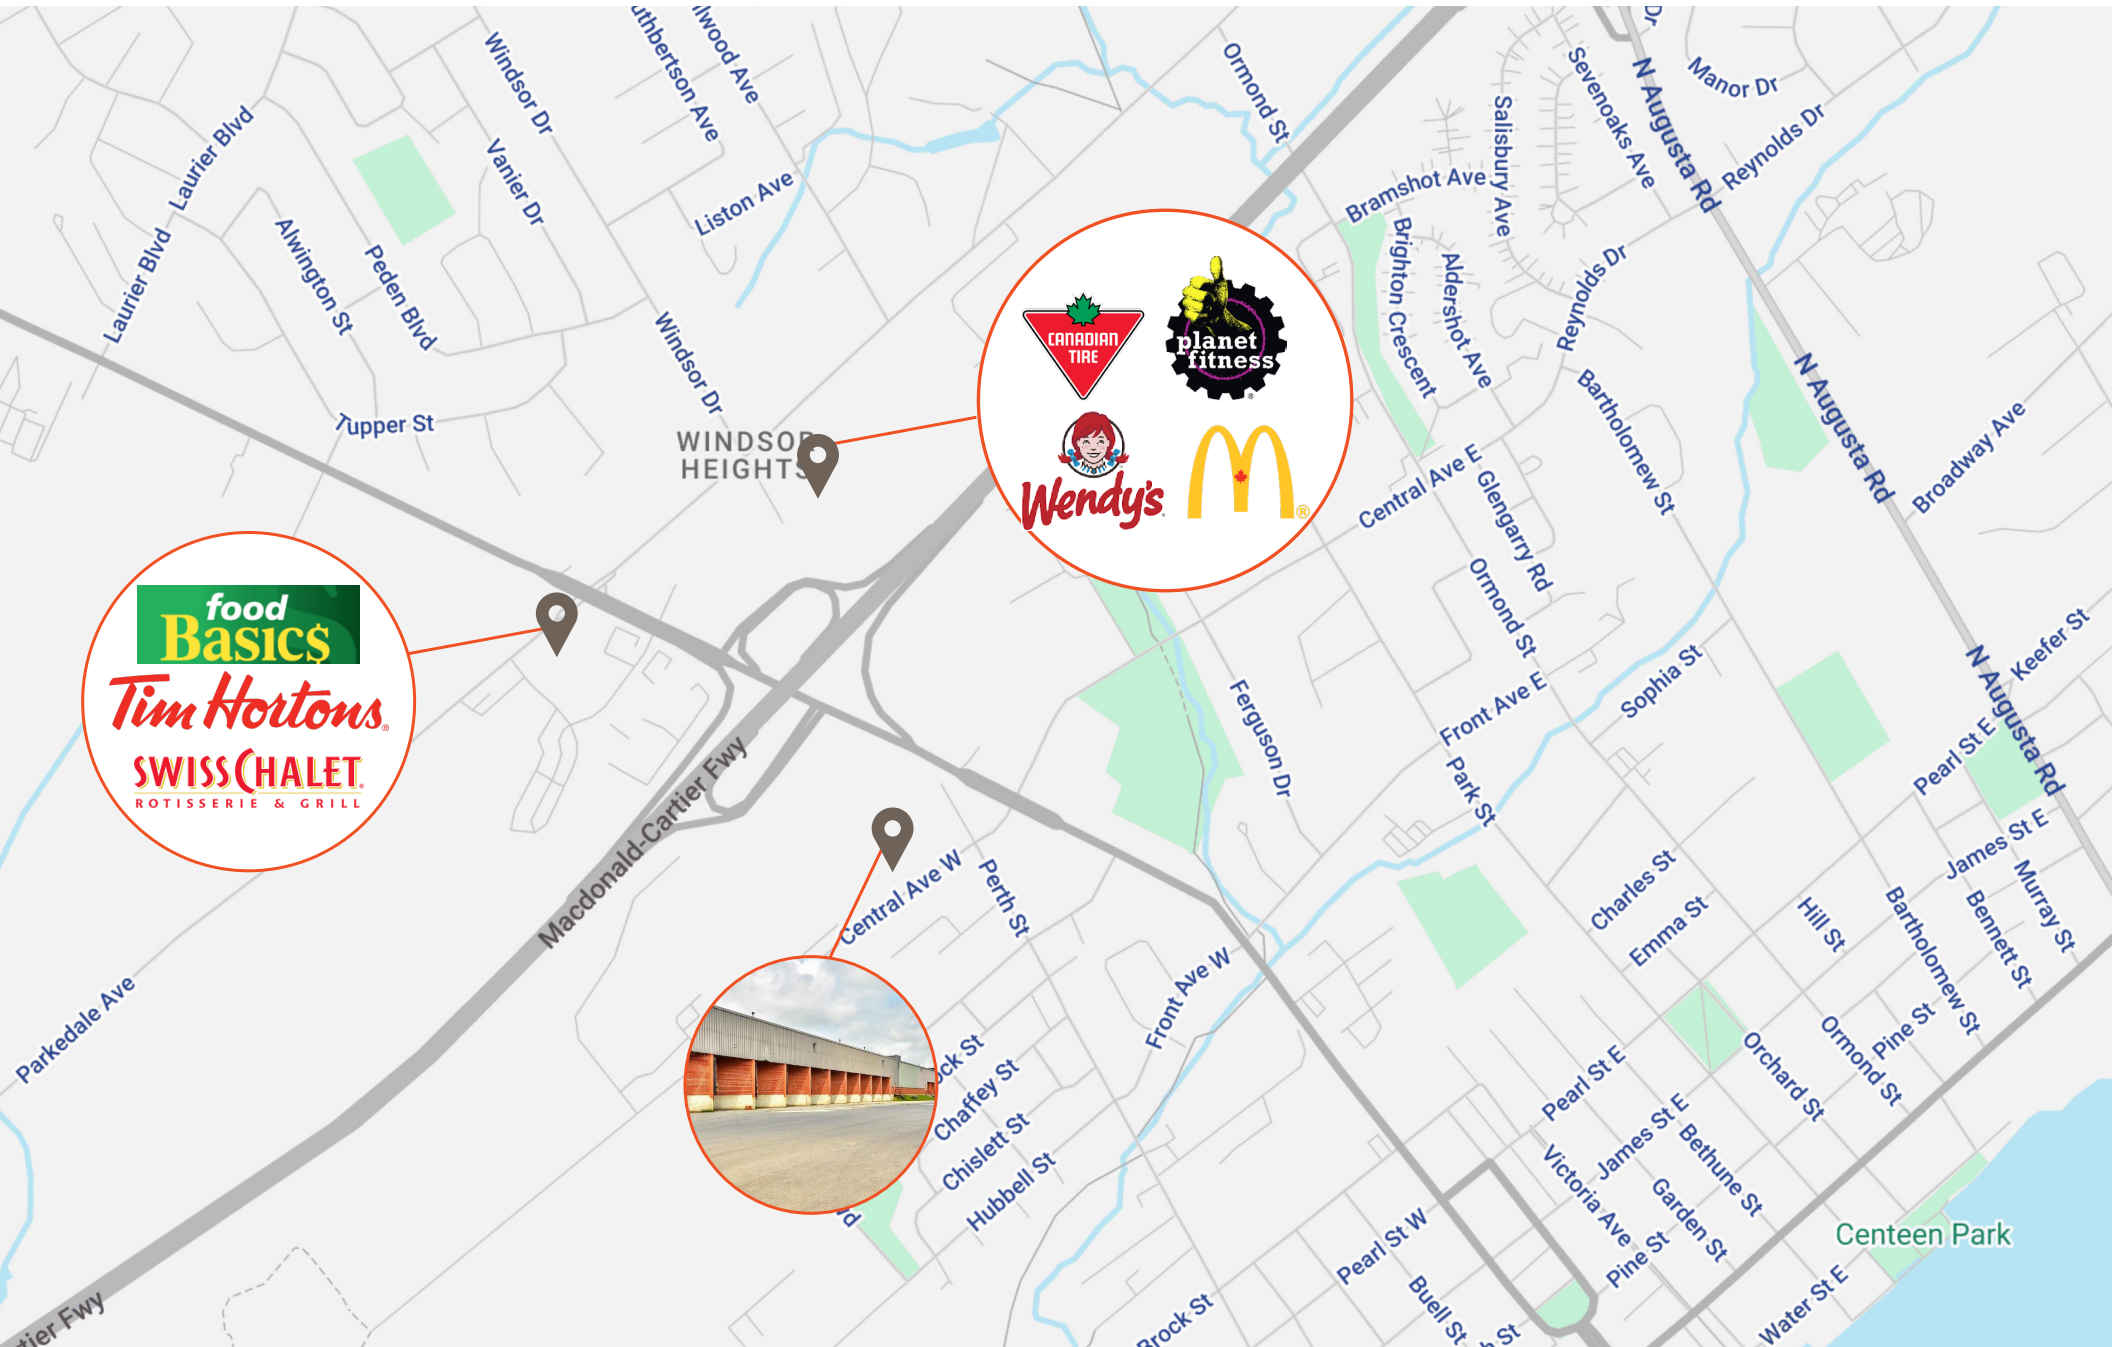 Windsor Dr
uthbertson Ave
lwood Ave
Ormond St
Sevenoaks Ave
N Augusta Rd
Manor Dr
Reynolds Dr
Salisbury Ave
Laurier Blvd
Vanier Dr
Liston Ave
Bramshot Ave
Laurier Blvd
Alwington St
Peden Blvd
Brighton Crescent
Aldershot Ave
Reynolds Dr
Windsor Dr
CANADIAN
TIRE
planet
fitness
Wendy's
Bartholomew St
N Augusta Rd
Broadway Ave
Tupper St
WINDSOR
HEIGHTS
Central Ave E
Glengarry Rd
Ormond St
food
Basic$
Tim Hortons
SWISS CHALET
ROTISSERIE & GRILL
Keefer St
Sophia St
Front Ave E
N Augusta Rd
Ferguson Dr
Park St
Pearl St E
Macdonald-Cartier Fwy
James St E
Central Ave W
Perth St
Charles St
Emma St
Hill St
Bartholomew St
Bennett St
Murray St
Parkedale Ave
Front Ave W
Ormond St
Pine St
Orchard St
ock St
Chaffey St
Chislett St
Hubbell St
Pearl St E
James St E
Bethune St
Victoria Ave
Garden St
Pine St
vd
Pearl St W
Centeen Park
Buell St
Brock St
Water St E
tier Fwy